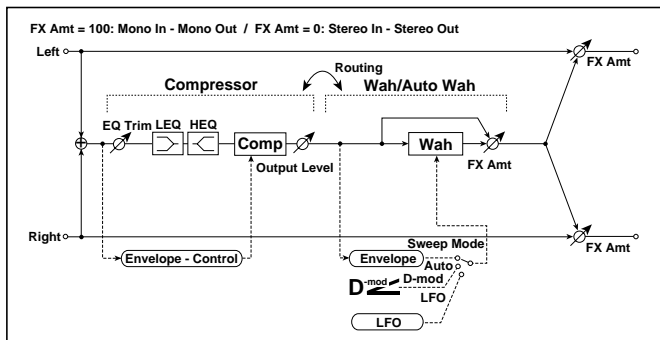 FX Amt = 100: Mono In - Mono Out / FX Amt = 0: Stereo In - Stereo Out
Left
FX Amt
Routing
Compressor
Wah/Auto Wah
EQ Trim
LEQ
HEQ
Comp
Output Level
Wah
FX Amt
Right
FX Amt
Envelope - Control
Envelope
Sweep Mode
Auto
D-mod
D-mod
LFO
LFO